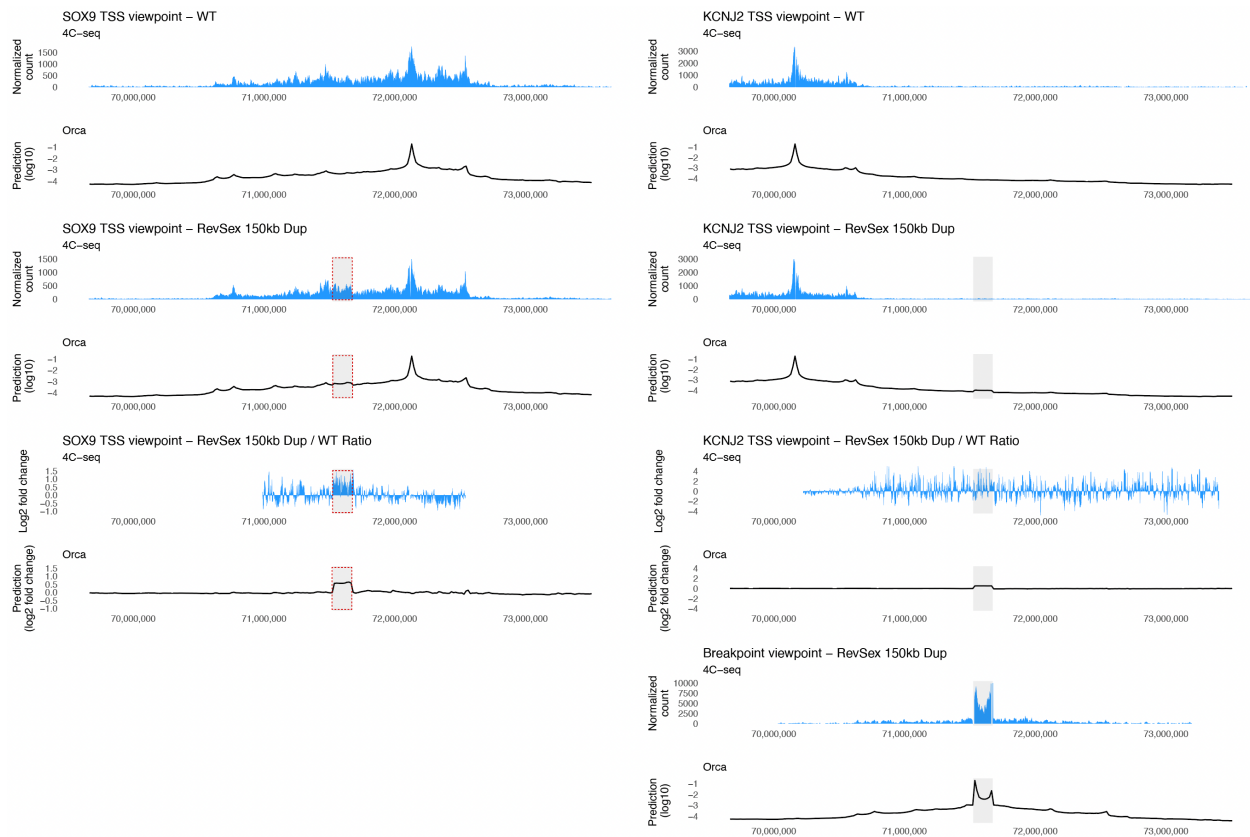 SOX9 TSS viewpoint – WT
4C−seq
Normalized
count
1500
1000
500
0
70,000,000 71,000,000 72,000,000 73,000,000
Orca
Prediction
(log10)
−1
−2
−3
−4
70,000,000 71,000,000 72,000,000 73,000,000
SOX9 TSS viewpoint – RevSex 150kb Dup
4C−seq
Normalized
count
1500
1000
500
0
70,000,000 71,000,000 72,000,000 73,000,000
Orca
Prediction
(log10)
−1
−2
−3
−4
70,000,000 71,000,000 72,000,000 73,000,000
SOX9 TSS viewpoint – RevSex 150kb Dup / WT Ratio
4C−seq
Log2 fold change
1.5
1.0
0.5
0.0
−0.5
−1.0
70,000,000 71,000,000 72,000,000 73,000,000
Orca
Prediction
(log2 fold change)
1.5
1.0
0.5
0.0
−0.5
−1.0
70,000,000 71,000,000 72,000,000 73,000,000
KCNJ2 TSS viewpoint – WT
4C−seq
Normalized
count
3000
2000
1000
0
70,000,000 71,000,000 72,000,000 73,000,000
Orca
Prediction
(log10)
−1
−2
−3
−4
70,000,000 71,000,000 72,000,000 73,000,000
KCNJ2 TSS viewpoint – RevSex 150kb Dup
4C−seq
Normalized
count
3000
2000
1000
0
70,000,000 71,000,000 72,000,000 73,000,000
Orca
Prediction
(log10)
−1
−2
−3
−4
70,000,000 71,000,000 72,000,000 73,000,000
KCNJ2 TSS viewpoint – RevSex 150kb Dup / WT Ratio
4C−seq
Log2 fold change
4
2
0
−2
−4
70,000,000 71,000,000 72,000,000 73,000,000
Orca
Prediction
(log2 fold change)
4
2
0
−2
−4
70,000,000 71,000,000 72,000,000 73,000,000
Breakpoint viewpoint – RevSex 150kb Dup
4C−seq
Normalized
count
10000
7500
5000
2500
0
70,000,000 71,000,000 72,000,000 73,000,000
Orca
Prediction
(log10)
−1
−2
−3
−4
70,000,000 71,000,000 72,000,000 73,000,000